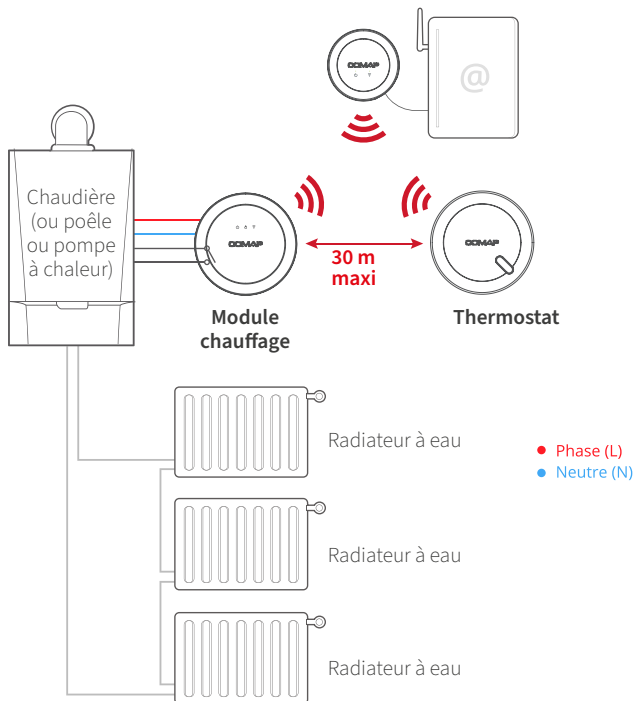 COMAP
@
Chaudière
(ou poêle
ou pompe
à chaleur)
COMAP
30 m
maxi
COMAP
Module
chauffage
Thermostat
Radiateur à eau
Phase (L)
Neutre (N)
Radiateur à eau
Radiateur à eau